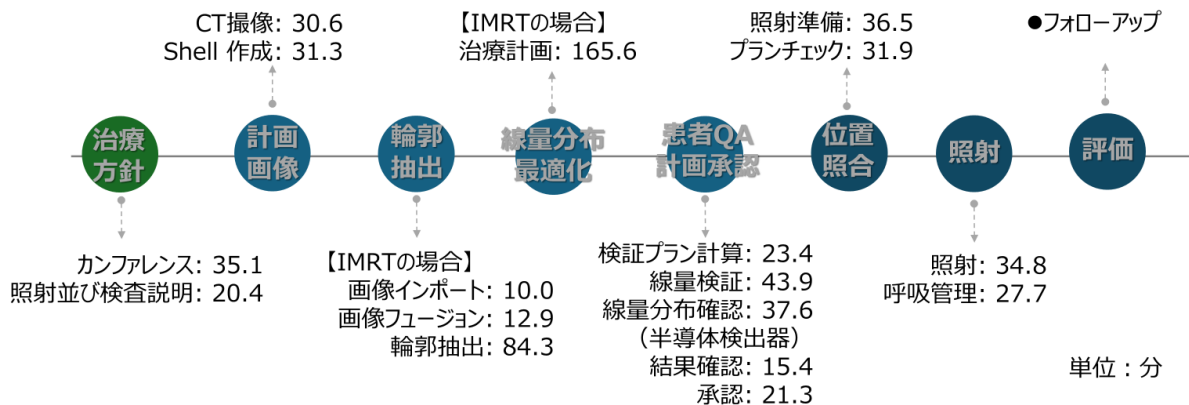 CT撮像: 30.6
Shell 作成: 31.3
【IMRTの場合】
治療計画: 165.6
照射準備: 36.5
プランチェック: 31.9
●フォローアップ
治療
方針
計画
画像
輪郭
抽出
線量分布
最適化
患者QA
計画承認
位置
照合
照射
評価
カンファレンス: 35.1
照射並び検査説明: 20.4
【IMRTの場合】
画像インポート: 10.0
画像フュージョン: 12.9
輪郭抽出: 84.3
検証プラン計算: 23.4
線量検証: 43.9
線量分布確認: 37.6
（半導体検出器）
結果確認: 15.4
承認: 21.3
照射: 34.8
呼吸管理: 27.7
単位：分